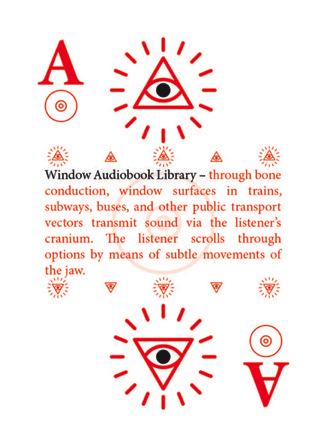 A
Window Audiobook Library – through bone
conduction, window surfaces in trains,
subways, buses, and other public transport
vectors transmit sound via the listener's
cranium. The listener scrolls through
options by means of subtle movements of
the jaw.
A